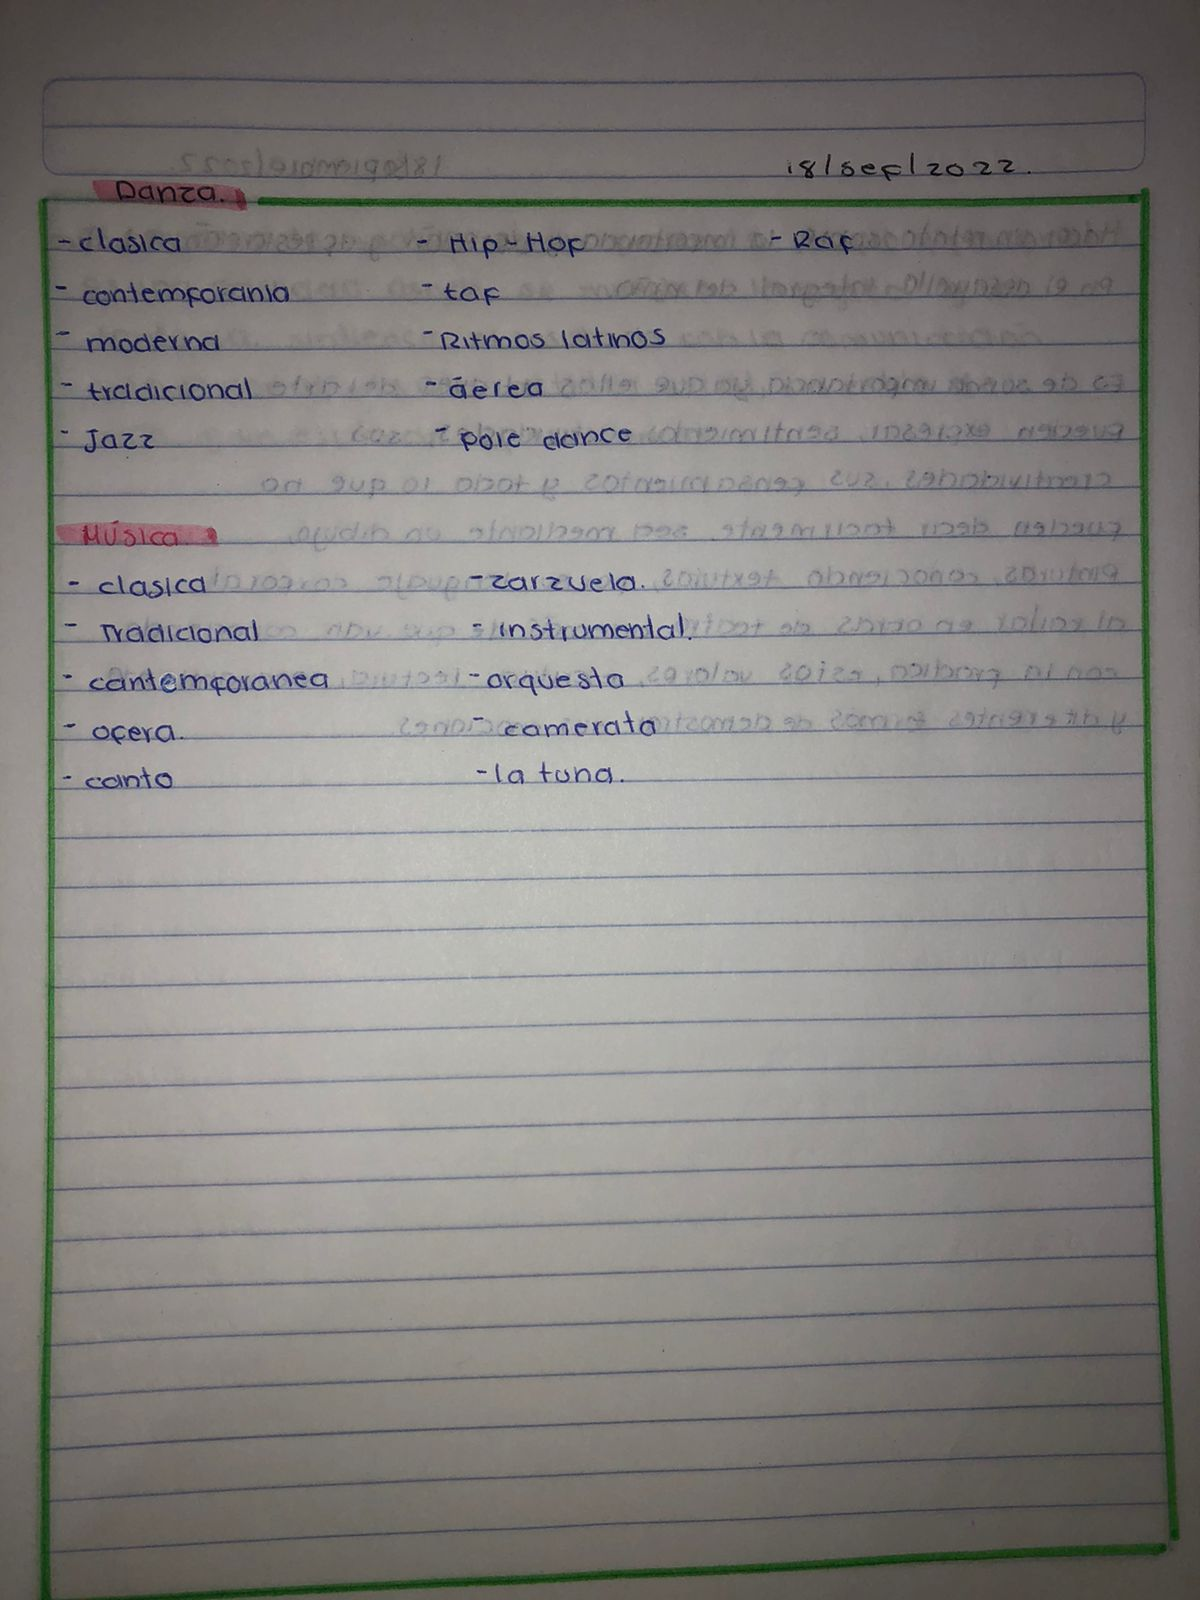 18/sep/2022.
Danza.
- clasica - Hip-Hop - Rap
- contemporania - tap
- moderna - Ritmos latinos
- tradicional - áerea
- Jazz - pole dance
Música.
- clasica - zarzuela.
- Tradicional - instrumental.
- contemporanea - orquesta
- opera. - camerata
- canto - la tuna.